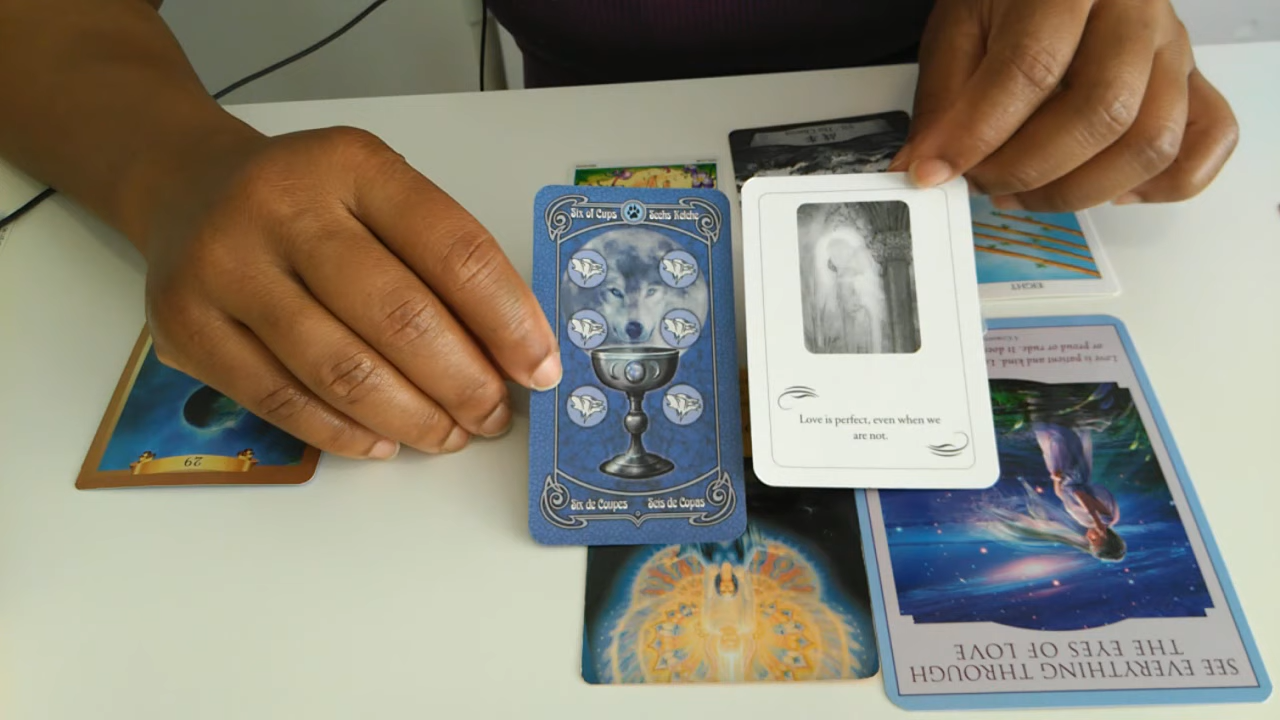 Six of Cups Sechs Kelche
Six de Coupes Seis de Copas
Love is perfect, even when we
are not.
EIGHT
Love is patient and kind.
or proud or rude. It does
SEE EVERYTHING THROUGH
THE EYES OF LOVE
29